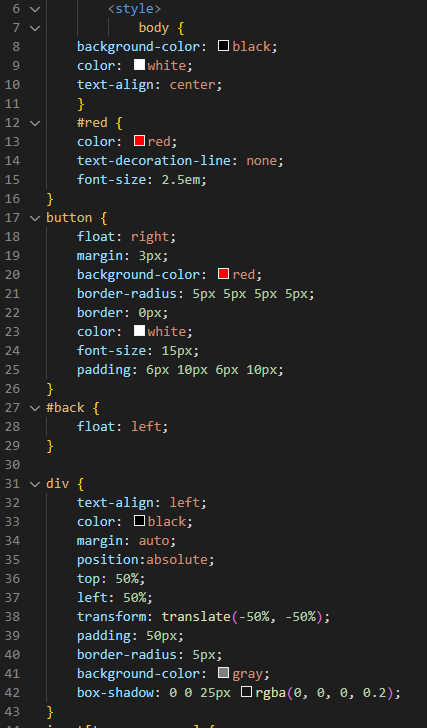 6 <style>
7 body {
8 background-color: black;
9 color: white;
10 text-align: center;
11 }
12 #red {
13 color: red;
14 text-decoration-line: none;
15 font-size: 2.5em;
16 }
17 button {
18 float: right;
19 margin: 3px;
20 background-color: red;
21 border-radius: 5px 5px 5px 5px;
22 border: 0px;
23 color: white;
24 font-size: 15px;
25 padding: 6px 10px 6px 10px;
26 }
27 #back {
28 float: left;
29 }
30
31 div {
32 text-align: left;
33 color: black;
34 margin: auto;
35 position:absolute;
36 top: 50%;
37 left: 50%;
38 transform: translate(-50%, -50%);
39 padding: 50px;
40 border-radius: 5px;
41 background-color: gray;
42 box-shadow: 0 0 25px rgba(0, 0, 0, 0.2);
43 }